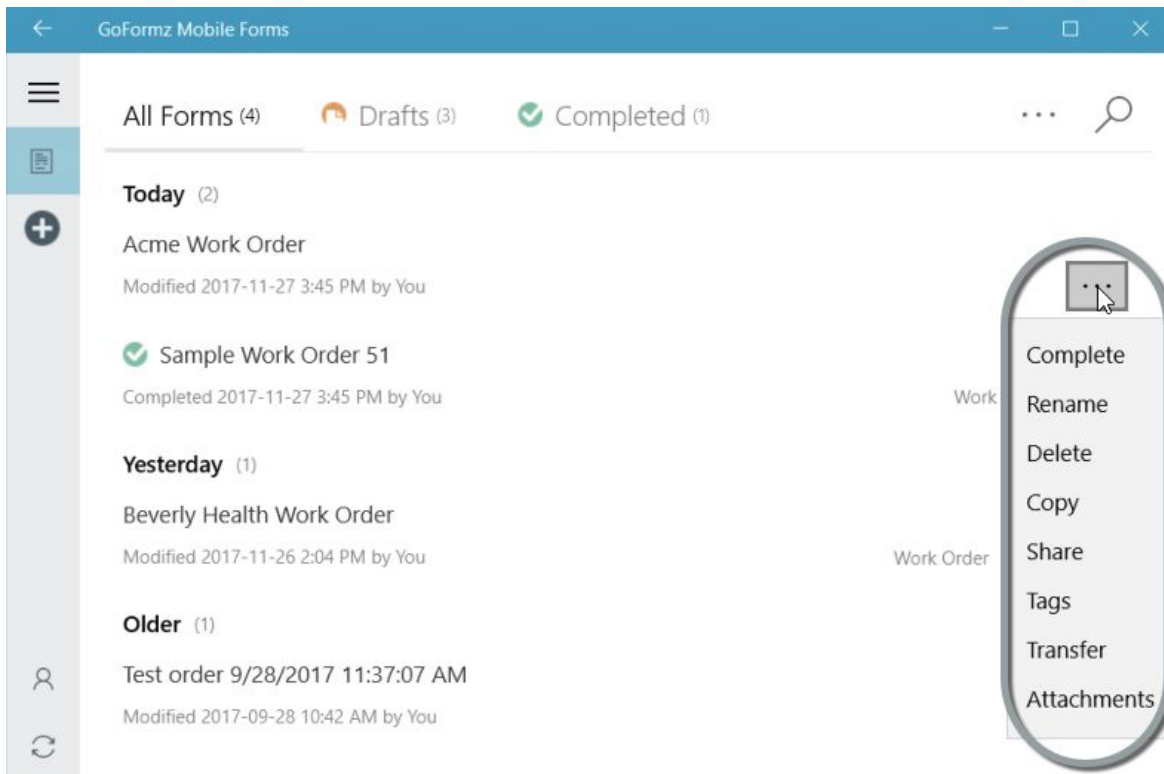 GoFormz Mobile Forms
All Forms (4) Drafts (3) Completed (1)
Today (2)
Acme Work Order
Modified 2017-11-27 3:45 PM by You
Sample Work Order 51
Completed 2017-11-27 3:45 PM by You Work
Yesterday (1)
Beverly Health Work Order
Modified 2017-11-26 2:04 PM by You Work Order
Older (1)
Test order 9/28/2017 11:37:07 AM
Modified 2017-09-28 10:42 AM by You
Complete
Rename
Delete
Copy
Share
Tags
Transfer
Attachments